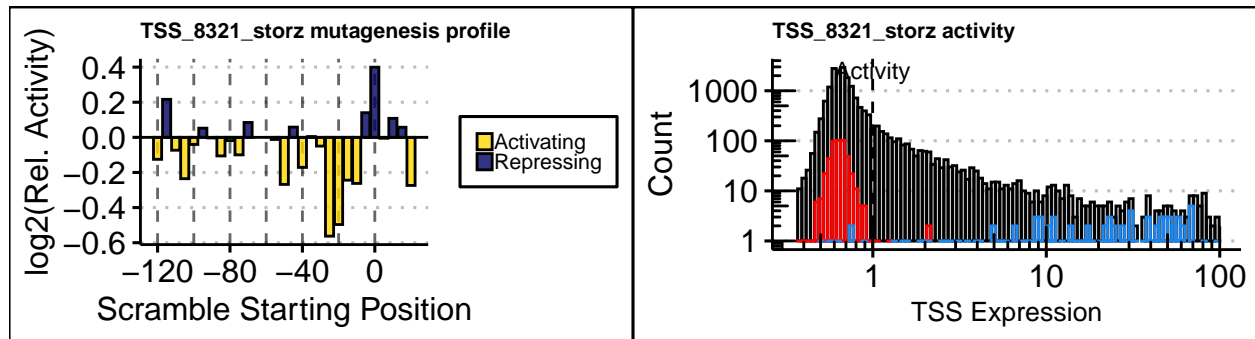 TSS_8321_storz mutagenesis profile
log2(Rel. Activity)
0.4
0.2
0.0
−0.2
−0.4
−0.6
−120
−80
−40
0
Scramble Starting Position
Activating
Repressing
TSS_8321_storz activity
Activity
Count
1000
100
10
1
1
10
100
TSS Expression